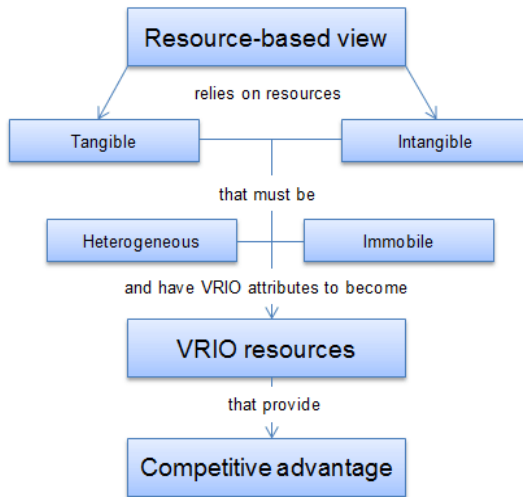 Resource-based view
relies on resources
Tangible
Intangible
that must be
Heterogeneous
Immobile
and have VRIO attributes to become
VRIO resources
that provide
Competitive advantage